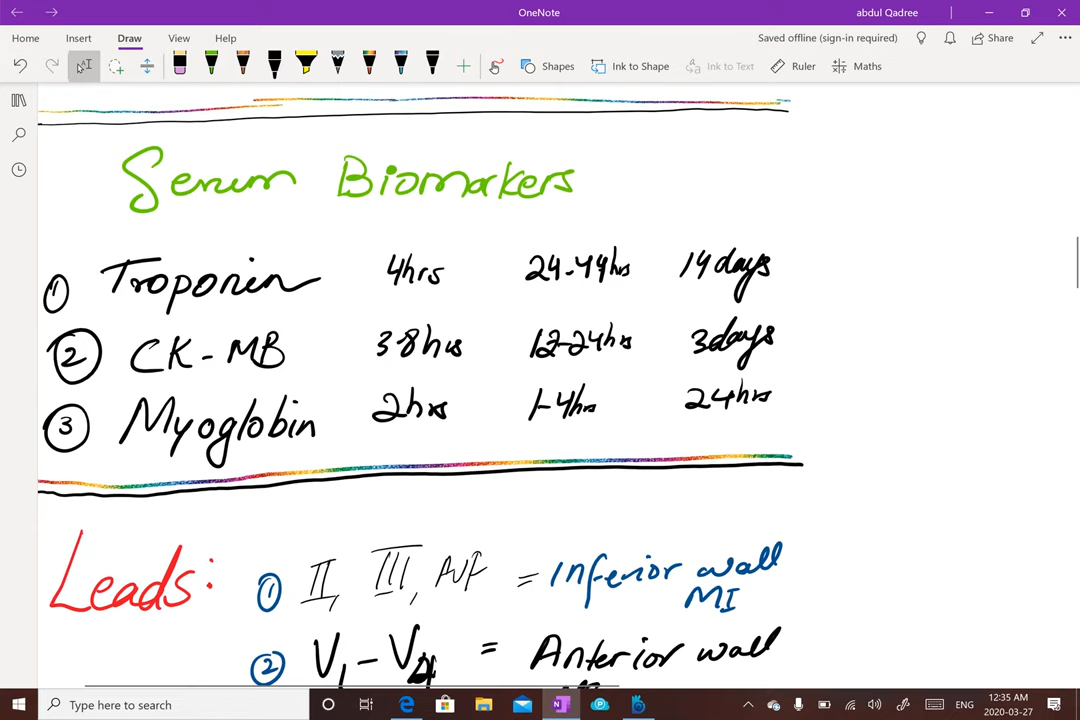 OneNote
abdul Qadree
Home Insert Draw View Help
Saved offline (sign-in required)
Share
Shapes Ink to Shape Ink to Text Ruler Maths
Serum Biomarkers
① Troponin 4hrs 24-44hrs 14days
② CK-MB 3-8hrs 12-24hrs 3days
③ Myoglobin 2hrs 1-4hrs 24hrs
Leads: ① II, III, AVF = Inferior wall MI
② V1 - V4 = Anterior wall
Type here to search
ENG
12:35 AM
2020-03-27